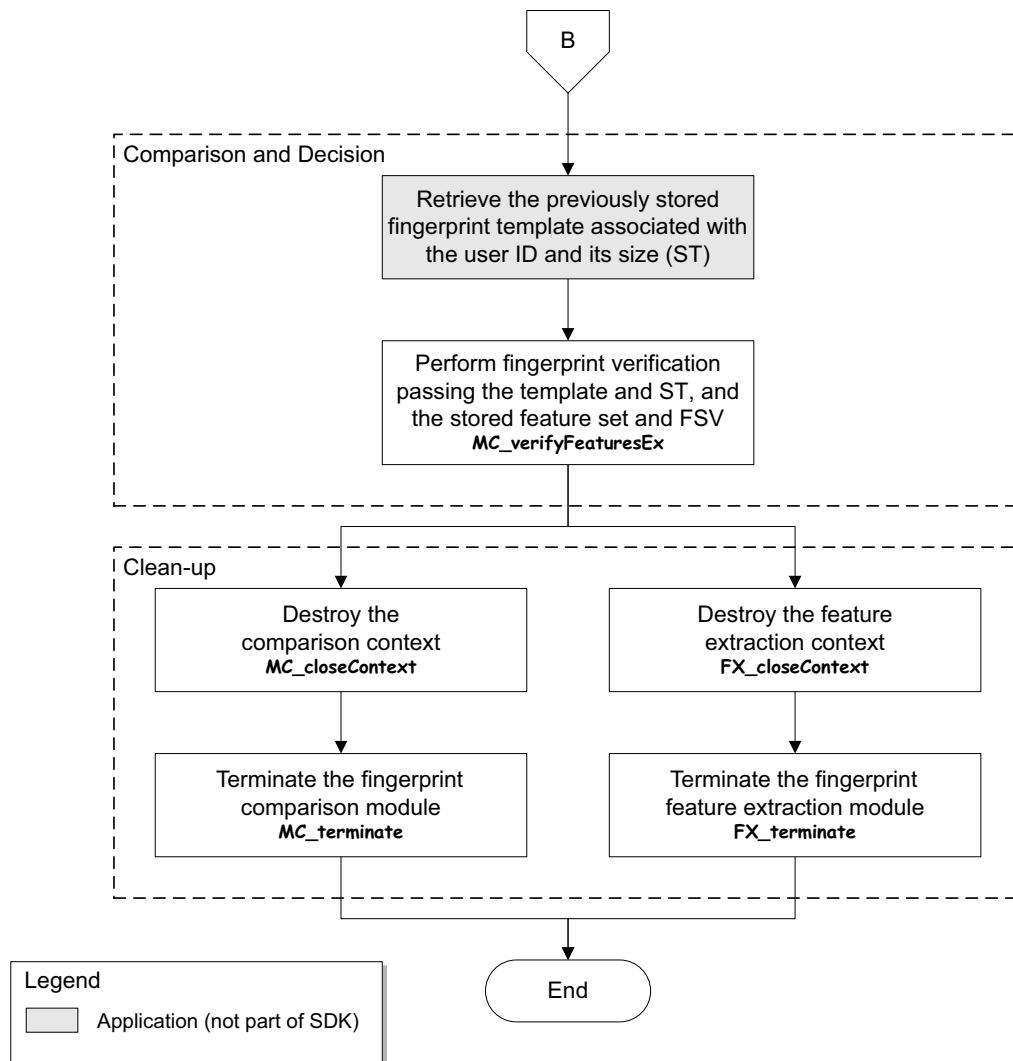 B
Comparison and Decision
Retrieve the previously stored
fingerprint template associated with
the user ID and its size (ST)
Perform fingerprint verification
passing the template and ST, and
the stored feature set and FSV
MC_verifyFeaturesEx
Clean-up
Destroy the
comparison context
MC_closeContext
Destroy the feature
extraction context
FX_closeContext
Terminate the fingerprint
comparison module
MC_terminate
Terminate the fingerprint
feature extraction module
FX_terminate
End
Legend
Application (not part of SDK)